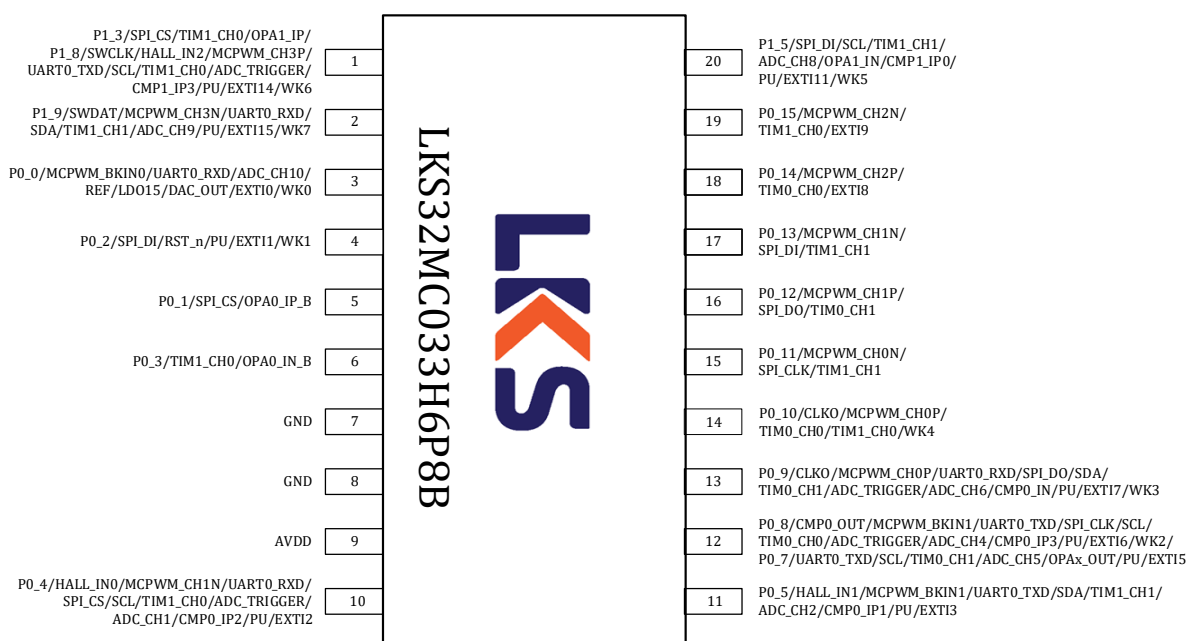 P1_3/SPI_CS/TIM1_CH0/OPA1_IP/
P1_8/SWCLK/HALL_IN2/MCPWM_CH3P/
UART0_TXD/SCL/TIM1_CH0/ADC_TRIGGER/
CMP1_IP3/PU/EXTI14/WK6
1
P1_9/SWDAT/MCPWM_CH3N/UART0_RXD/
SDA/TIM1_CH1/ADC_CH9/PU/EXTI15/WK7
2
P0_0/MCPWM_BKIN0/UART0_RXD/ADC_CH10/
REF/LDO15/DAC_OUT/EXTI0/WK0
3
P0_2/SPI_DI/RST_n/PU/EXTI1/WK1
4
P0_1/SPI_CS/OPA0_IP_B
5
P0_3/TIM1_CH0/OPA0_IN_B
6
GND
7
GND
8
AVDD
9
P0_4/HALL_IN0/MCPWM_CH1N/UART0_RXD/
SPI_CS/SCL/TIM1_CH0/ADC_TRIGGER/
ADC_CH1/CMP0_IP2/PU/EXTI2
10
LKS32MC033H6P8B
LKS
20
P1_5/SPI_DI/SCL/TIM1_CH1/
ADC_CH8/OPA1_IN/CMP1_IP0/
PU/EXTI11/WK5
19
P0_15/MCPWM_CH2N/
TIM1_CH0/EXTI9
18
P0_14/MCPWM_CH2P/
TIM0_CH0/EXTI8
17
P0_13/MCPWM_CH1N/
SPI_DI/TIM1_CH1
16
P0_12/MCPWM_CH1P/
SPI_DO/TIM0_CH1
15
P0_11/MCPWM_CH0N/
SPI_CLK/TIM1_CH1
14
P0_10/CLKO/MCPWM_CH0P/
TIM0_CH0/TIM1_CH0/WK4
13
P0_9/CLKO/MCPWM_CH0P/UART0_RXD/SPI_DO/SDA/
TIM0_CH1/ADC_TRIGGER/ADC_CH6/CMP0_IN/PU/EXTI7/WK3
12
P0_8/CMP0_OUT/MCPWM_BKIN1/UART0_TXD/SPI_CLK/SCL/
TIM0_CH0/ADC_TRIGGER/ADC_CH4/CMP0_IP3/PU/EXTI6/WK2/
P0_7/UART0_TXD/SCL/TIM0_CH1/ADC_CH5/OPAx_OUT/PU/EXTI5
11
P0_5/HALL_IN1/MCPWM_BKIN1/UART0_TXD/SDA/TIM1_CH1/
ADC_CH2/CMP0_IP1/PU/EXTI3